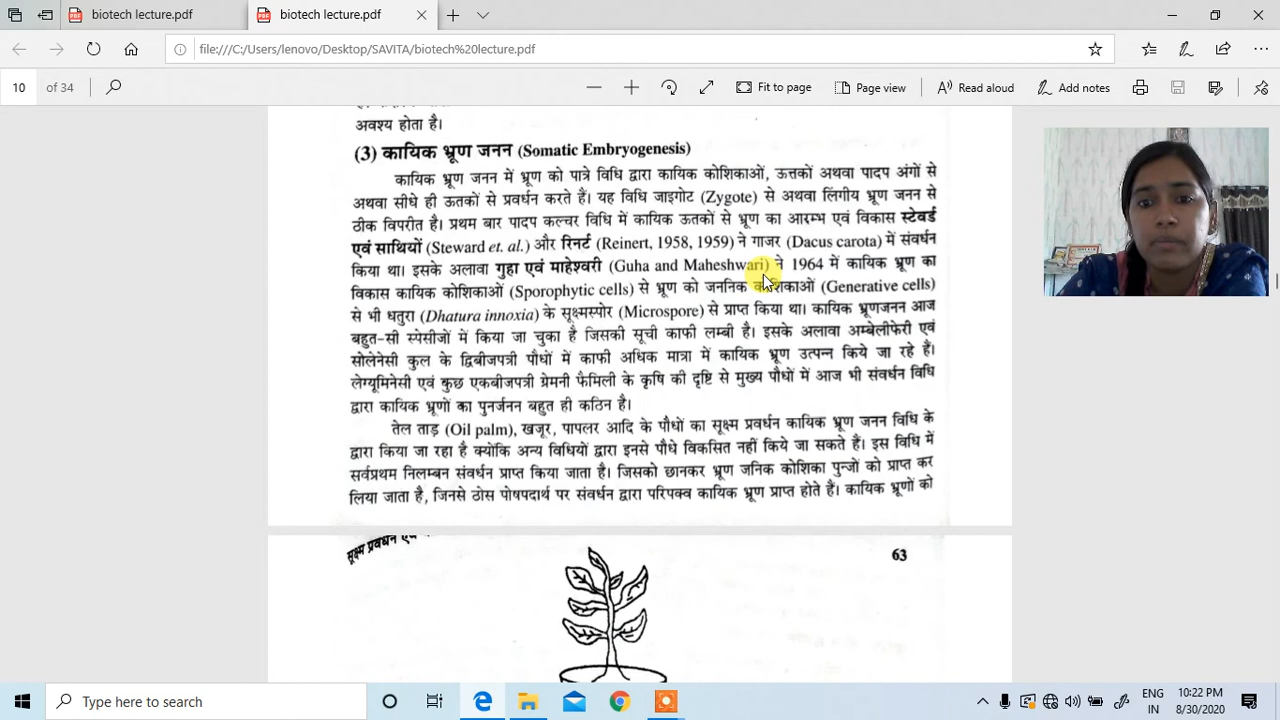 biotech lecture.pdf
biotech lecture.pdf
file:///C:/Users/lenovo/Desktop/SAVITA/biotech%20lecture.pdf
10 of 34
Fit to page
Page view
Read aloud
Add notes
अवश्य होता है।
(3) कायिक भ्रूण जनन (Somatic Embryogenesis)
कायिक भ्रूण जनन में भ्रूण को पात्रे विधि द्वारा कायिक कोशिकाओं, ऊत्तकों अथवा पादप अंगों से
अथवा सीधे ही ऊतकों से प्रवर्धन करते हैं। यह विधि जाइगोट (Zygote) से अथवा लिंगीय भ्रूण जनन से
ठीक विपरीत है। प्रथम बार पादप कल्चर विधि में कायिक ऊतकों से भ्रूण का आरम्भ एवं विकास स्टेवर्ड
एवं साथियों (Steward et. al.) और रिनर्ट (Reinert, 1958, 1959) ने गाजर (Dacus carota) में संवर्धन
किया था। इसके अलावा गुहा एवं माहेश्वरी (Guha and Maheshwari) ने 1964 में कायिक भ्रूण का
विकास कायिक कोशिकाओं (Sporophytic cells) से भ्रूण को जननिक कोशिकाओं (Generative cells)
से भी धतुरा (Dhatura innoxia) के सूक्ष्मस्पोर (Microspore) से प्राप्त किया था। कायिक भ्रूणजनन आज
बहुत-सी स्पेसीजों में किया जा चुका है जिसकी सूची काफी लम्बी है। इसके अलावा अम्बेलीफेरी एवं
सोलेनेसी कुल के द्विबीजपत्री पौधों में काफी अधिक मात्रा में कायिक भ्रूण उत्पन्न किये जा रहे हैं।
लेग्यूमिनेसी एवं कुछ एकबीजपत्री ग्रेमनी फैमिली के कृषि की दृष्टि से मुख्य पौधों में आज भी संवर्धन विधि
द्वारा कायिक भ्रूणों का पुनर्जनन बहुत ही कठिन है।
तेल ताड़ (Oil palm), खजूर, पापलर आदि के पौधों का सूक्ष्म प्रवर्धन कायिक भ्रूण जनन विधि के
द्वारा किया जा रहा है क्योंकि अन्य विधियों द्वारा इनसे पौधे विकसित नहीं किये जा सकते हैं। इस विधि में
सर्वप्रथम निलम्बन संवर्धन प्राप्त किया जाता है। जिसको छानकर भ्रूण जनिक कोशिका पुन्जों को प्राप्त कर
लिया जाता है, जिनसे ठोस पोषपदार्थ पर संवर्धन द्वारा परिपक्व कायिक भ्रूण प्राप्त होते हैं। कायिक भ्रूणों को
सूक्ष्म प्रवर्धन
63
Type here to search
ENG
IN
10:22 PM
8/30/2020